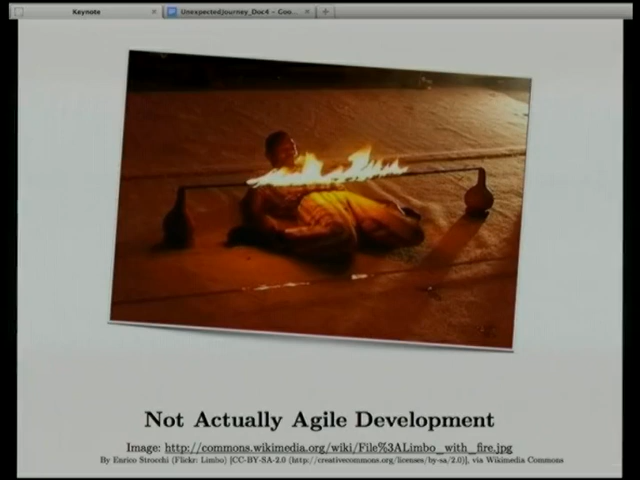 Keynote
UnexpectedJourney_Doc4 - Goo...
Not Actually Agile Development
Image: http://commons.wikimedia.org/wiki/File%3ALimbo_with_fire.jpg
By Enrico Strocchi (Flickr: Limbo) [CC-BY-SA-2.0 (http://creativecommons.org/licenses/by-sa/2.0)], via Wikimedia Commons